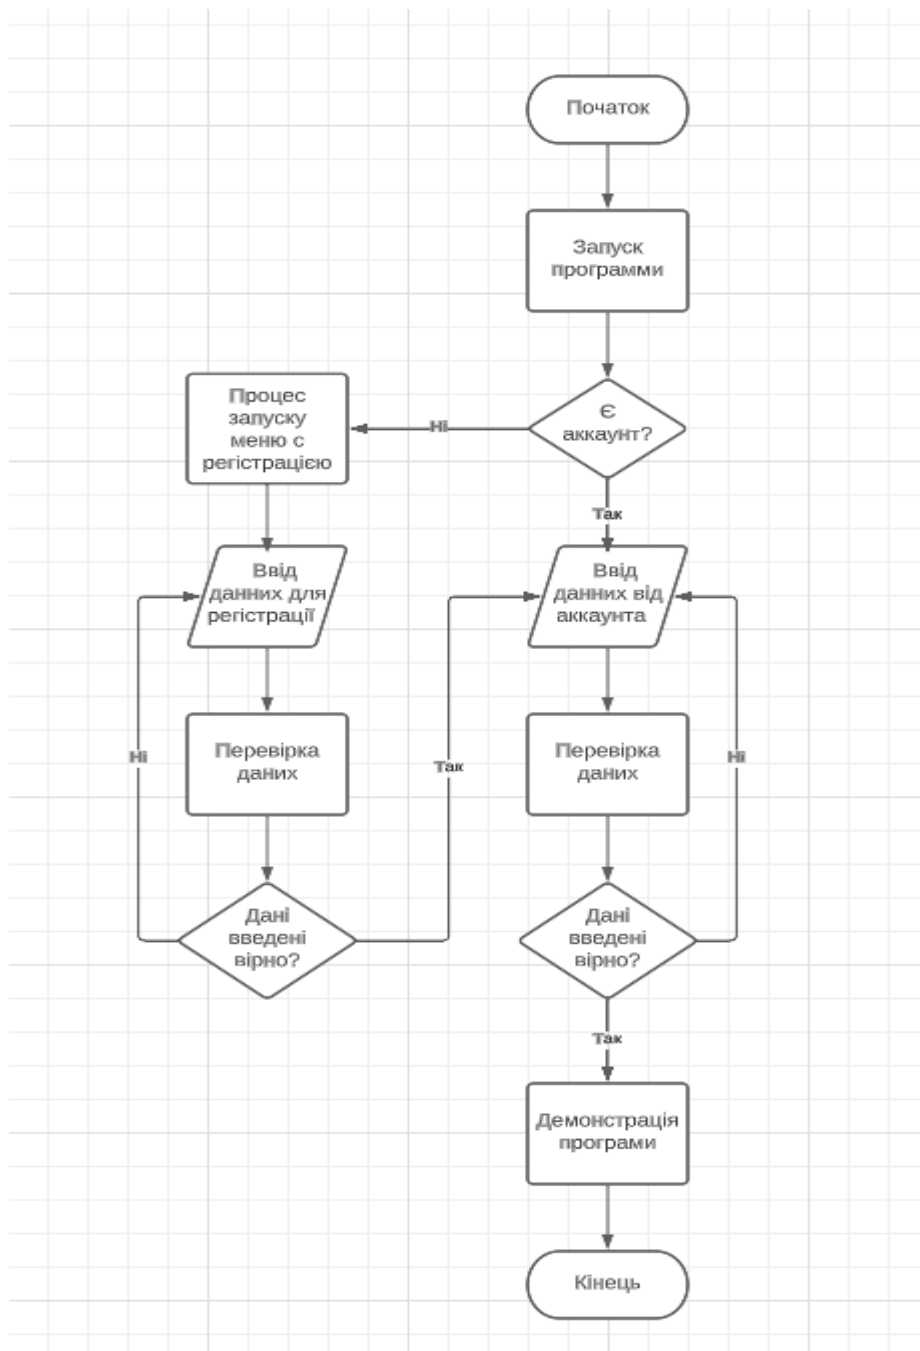 Початок
Запуск
программи
Є
аккаунт?
Ні
Процес
запуску
меню с
регістрацією
Так
Ввід
данних для
регістрації
Ввід
данних від
аккаунта
Перевірка
даних
Перевірка
даних
Ні
Так
Ні
Дані
введені
вірно?
Дані
введені
вірно?
Так
Демонстрація
програми
Кінець